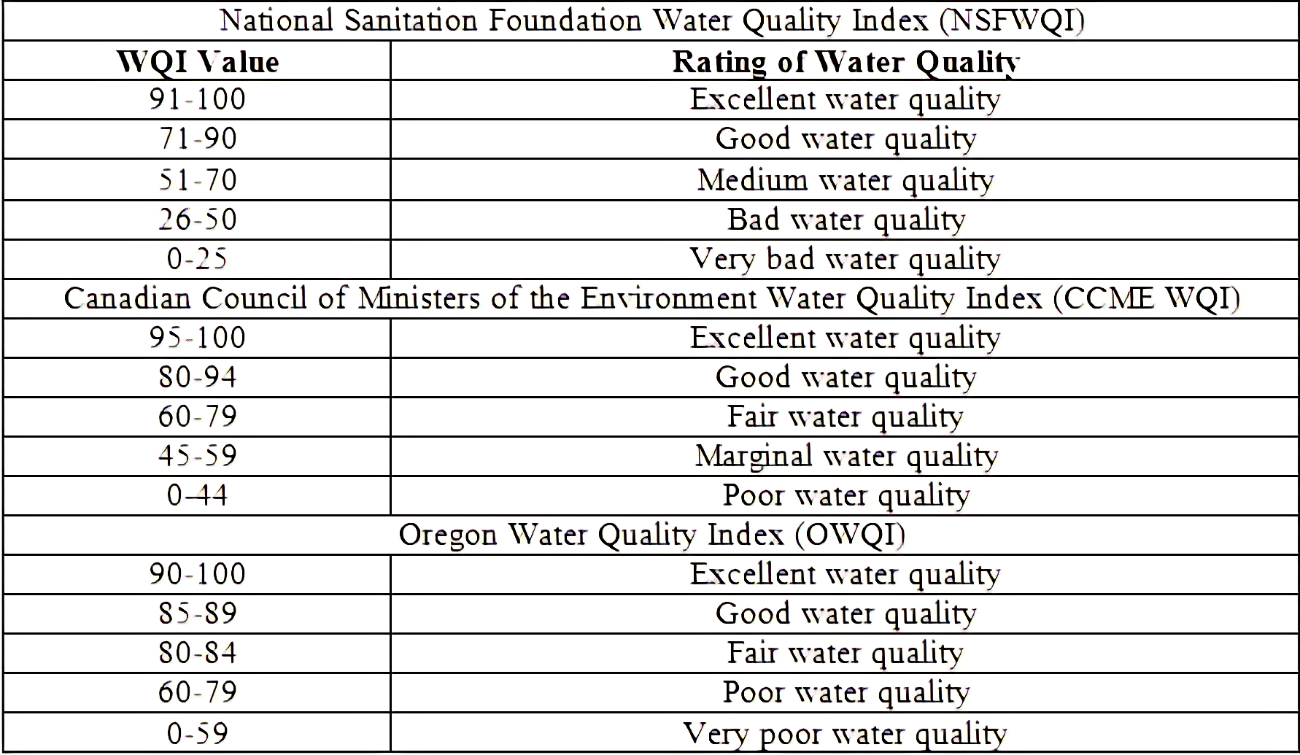 National Sanitation Foundation Water Quality Index (NSFWQI)
WQI Value Rating of Water Quality
91-100 Excellent water quality
71-90 Good water quality
51-70 Medium water quality
26-50 Bad water quality
0-25 Very bad water quality
Canadian Council of Ministers of the Environment Water Quality Index (CCME WQI)
95-100 Excellent water quality
80-94 Good water quality
60-79 Fair water quality
45-59 Marginal water quality
0-44 Poor water quality
Oregon Water Quality Index (OWQI)
90-100 Excellent water quality
85-89 Good water quality
80-84 Fair water quality
60-79 Poor water quality
0-59 Very poor water quality